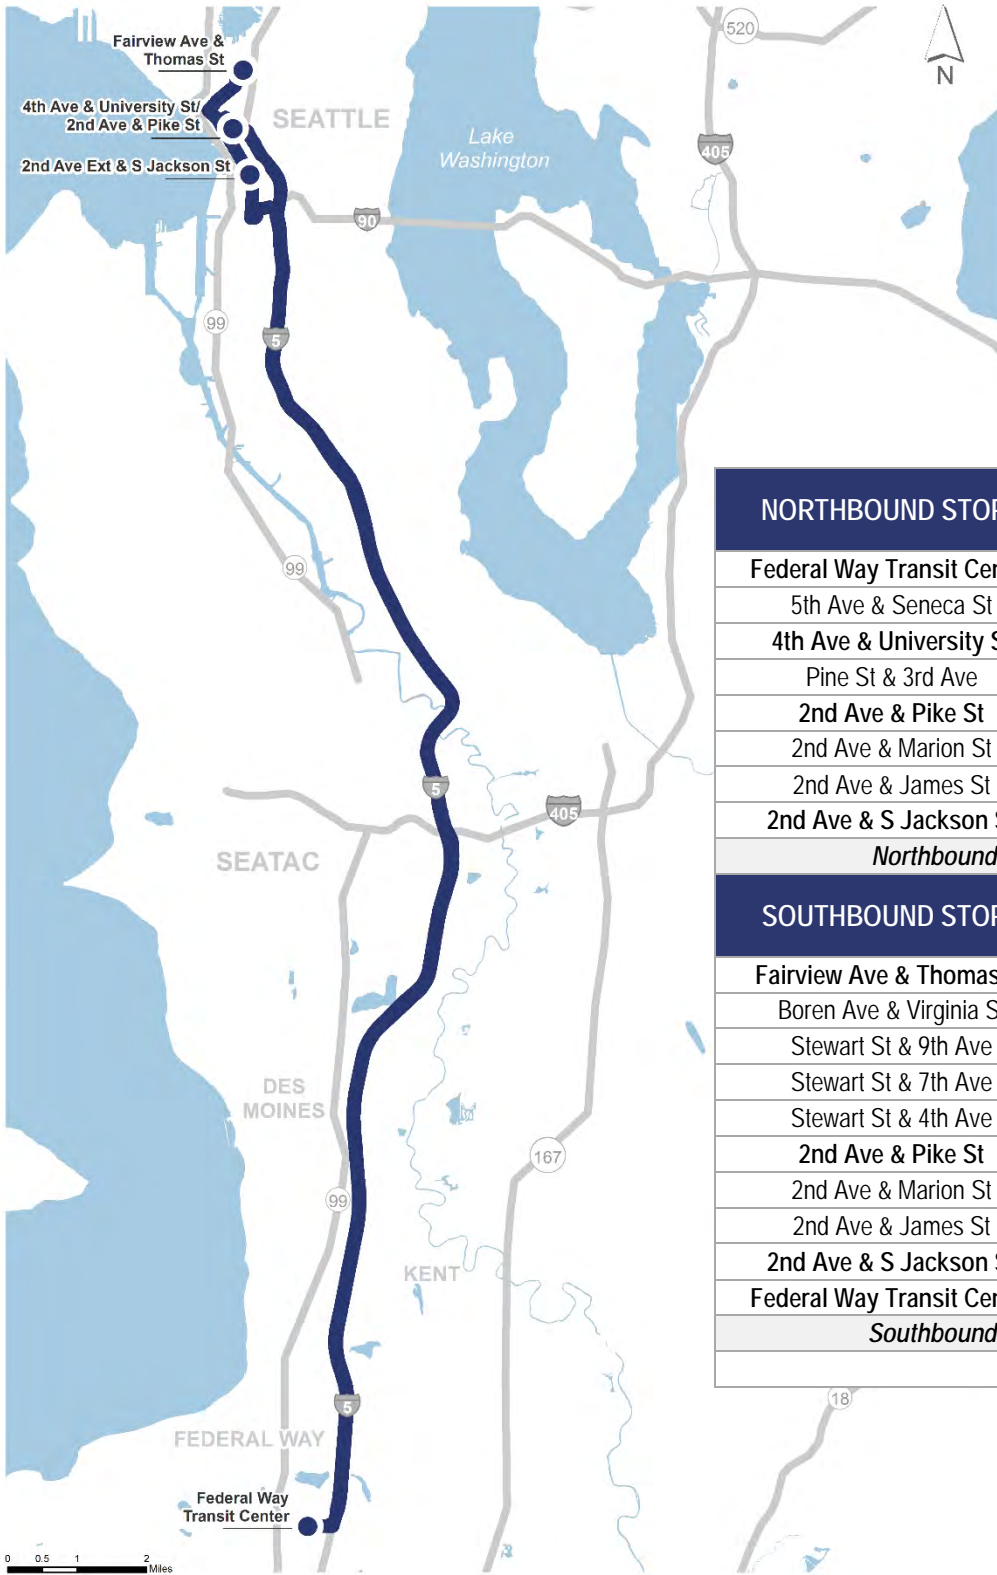 Fairview Ave &
Thomas St
4th Ave & University St/
2nd Ave & Pike St
2nd Ave Ext & S Jackson St
SEATTLE
Lake
Washington
520
N
405
90
99
5
99
5
405
SEATAC
DES
MOINES
99
167
KENT
5
FEDERAL WAY
Federal Way
Transit Center
18
0 0.5 1 2
Miles
NORTHBOUND STOP
Federal Way Transit Cen
5th Ave & Seneca St
4th Ave & University S
Pine St & 3rd Ave
2nd Ave & Pike St
2nd Ave & Marion St
2nd Ave & James St
2nd Ave & S Jackson S
Northbound
SOUTHBOUND STOP
Fairview Ave & Thomas
Boren Ave & Virginia S
Stewart St & 9th Ave
Stewart St & 7th Ave
Stewart St & 4th Ave
2nd Ave & Pike St
2nd Ave & Marion St
2nd Ave & James St
2nd Ave & S Jackson S
Federal Way Transit Cen
Southbound